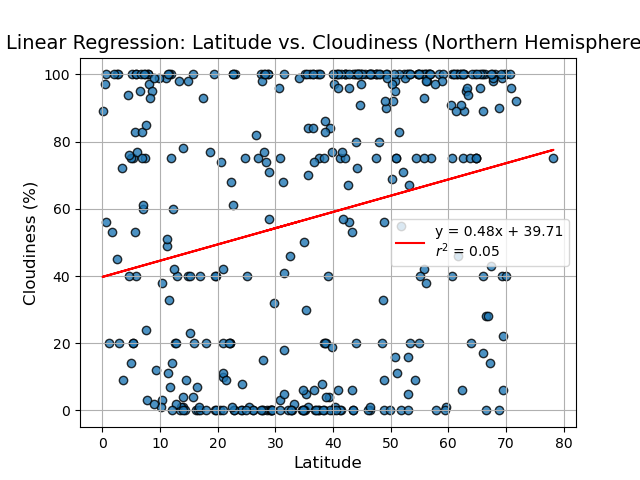 Linear Regression: Latitude vs. Cloudiness (Northern Hemisphere
100
80
60
40
20
0
Cloudiness (%)
y = 0.48x + 39.71
r² = 0.05
0 10 20 30 40 50 60 70 80
Latitude